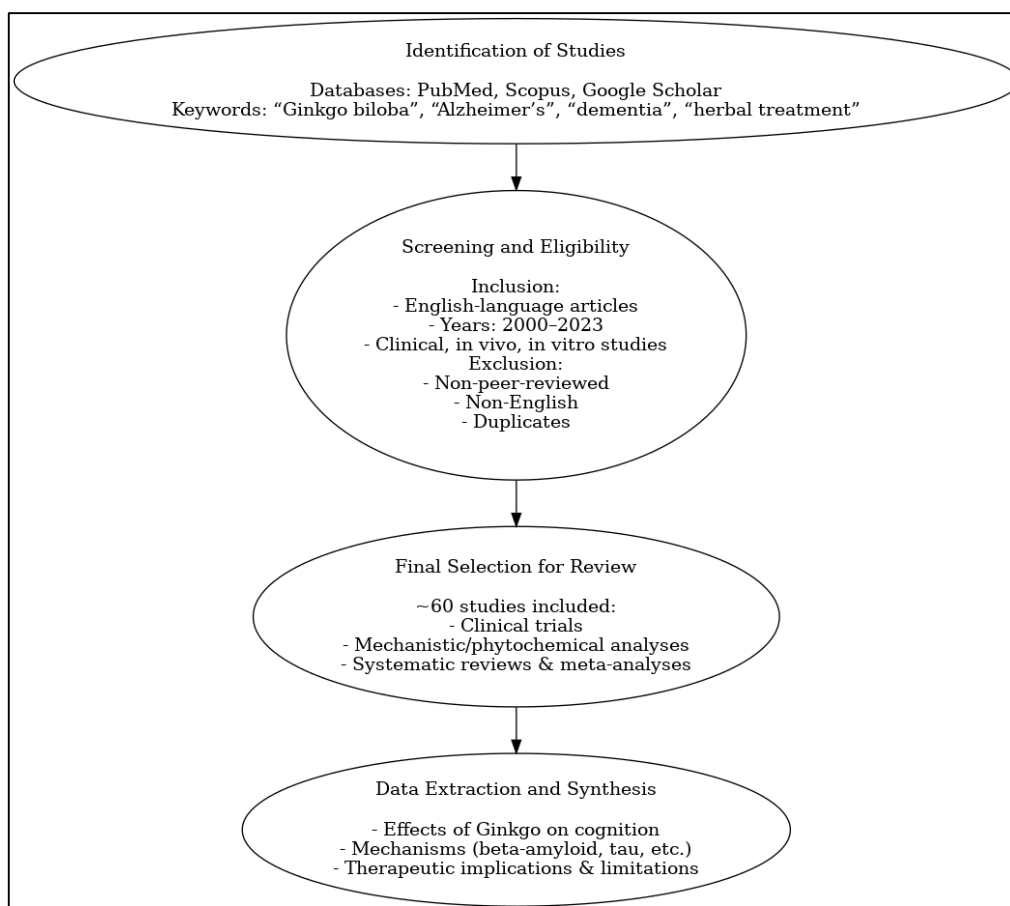 Identification of Studies
Databases: PubMed, Scopus, Google Scholar
Keywords: “Ginkgo biloba”, “Alzheimer’s”, “dementia”, “herbal treatment”
Screening and Eligibility
Inclusion:
- English-language articles
- Years: 2000–2023
- Clinical, in vivo, in vitro studies
Exclusion:
- Non-peer-reviewed
- Non-English
- Duplicates
Final Selection for Review
~60 studies included:
- Clinical trials
- Mechanistic/phytochemical analyses
- Systematic reviews & meta-analyses
Data Extraction and Synthesis
- Effects of Ginkgo on cognition
- Mechanisms (beta-amyloid, tau, etc.)
- Therapeutic implications & limitations